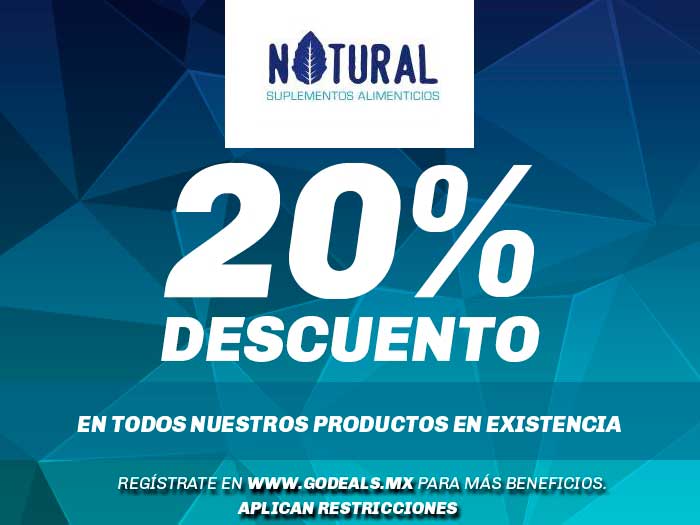 NATURAL
SUPLEMENTOS ALIMENTICIOS
20%
DESCUENTO
EN TODOS NUESTROS PRODUCTOS EN EXISTENCIA
REGÍSTRATE EN WWW.GODEALS.MX PARA MÁS BENEFICIOS.
APLICAN RESTRICCIONES